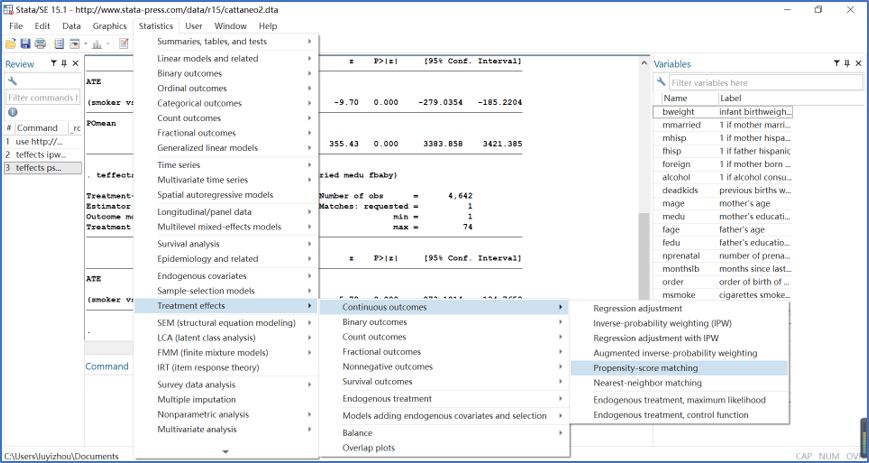 Stata/SE 15.1 - http://www.stata-press.com/data/r15/cattaneo2.dta
File Edit Data Graphics Statistics User Window Help
Review
Filter commands h
# Command _rc
1 use http://...
2 teffects ipw...
3 teffects ps...
Summaries, tables, and tests
Linear models and related
Binary outcomes
Ordinal outcomes
Categorical outcomes
Count outcomes
Fractional outcomes
Generalized linear models
Time series
Multivariate time series
Spatial autoregressive models
Longitudinal/panel data
Multilevel mixed-effects models
Survival analysis
Epidemiology and related
Endogenous covariates
Sample-selection models
Treatment effects
SEM (structural equation modeling)
LCA (latent class analysis)
FMM (finite mixture models)
IRT (item response theory)
Survey data analysis
Multiple imputation
Nonparametric analysis
Multivariate analysis
Continuous outcomes
Binary outcomes
Count outcomes
Fractional outcomes
Nonnegative outcomes
Survival outcomes
Endogenous treatment
Models adding endogenous covariates and selection
Balance
Overlap plots
Regression adjustment
Inverse-probability weighting (IPW)
Regression adjustment with IPW
Augmented inverse-probability weighting
Propensity-score matching
Nearest-neighbor matching
Endogenous treatment, maximum likelihood
Endogenous treatment, control function
z P>|z| [95% Conf. Interval]
ATE
(smoker vs -9.70 0.000 -279.0354 -185.2204
POmean
355.43 0.000 3383.858 3421.385
. teffects ried medu fbaby)
Treatment- Number of obs = 4,642
Estimator Matches: requested = 1
Outcome mo min = 1
Treatment max = 74
z P>|z| [95% Conf. Interval]
ATE
(smoker vs
.
Command
Variables
Filter variables here
Name Label
bweight infant birthweigh...
mmarried 1 if mother marri...
mhisp 1 if mother hispa...
fhisp 1 if father hispanic
foreign 1 if mother born ...
alcohol 1 if alcohol consu...
deadkids previous births w...
mage mother's age
medu mother's educati...
fage father's age
fedu father's educatio...
nprenatal number of prena...
monthslb months since last...
order order of birth of ...
msmoke cigarettes smoke...
C:\Users\luyizhou\Documents
CAP NUM OVR